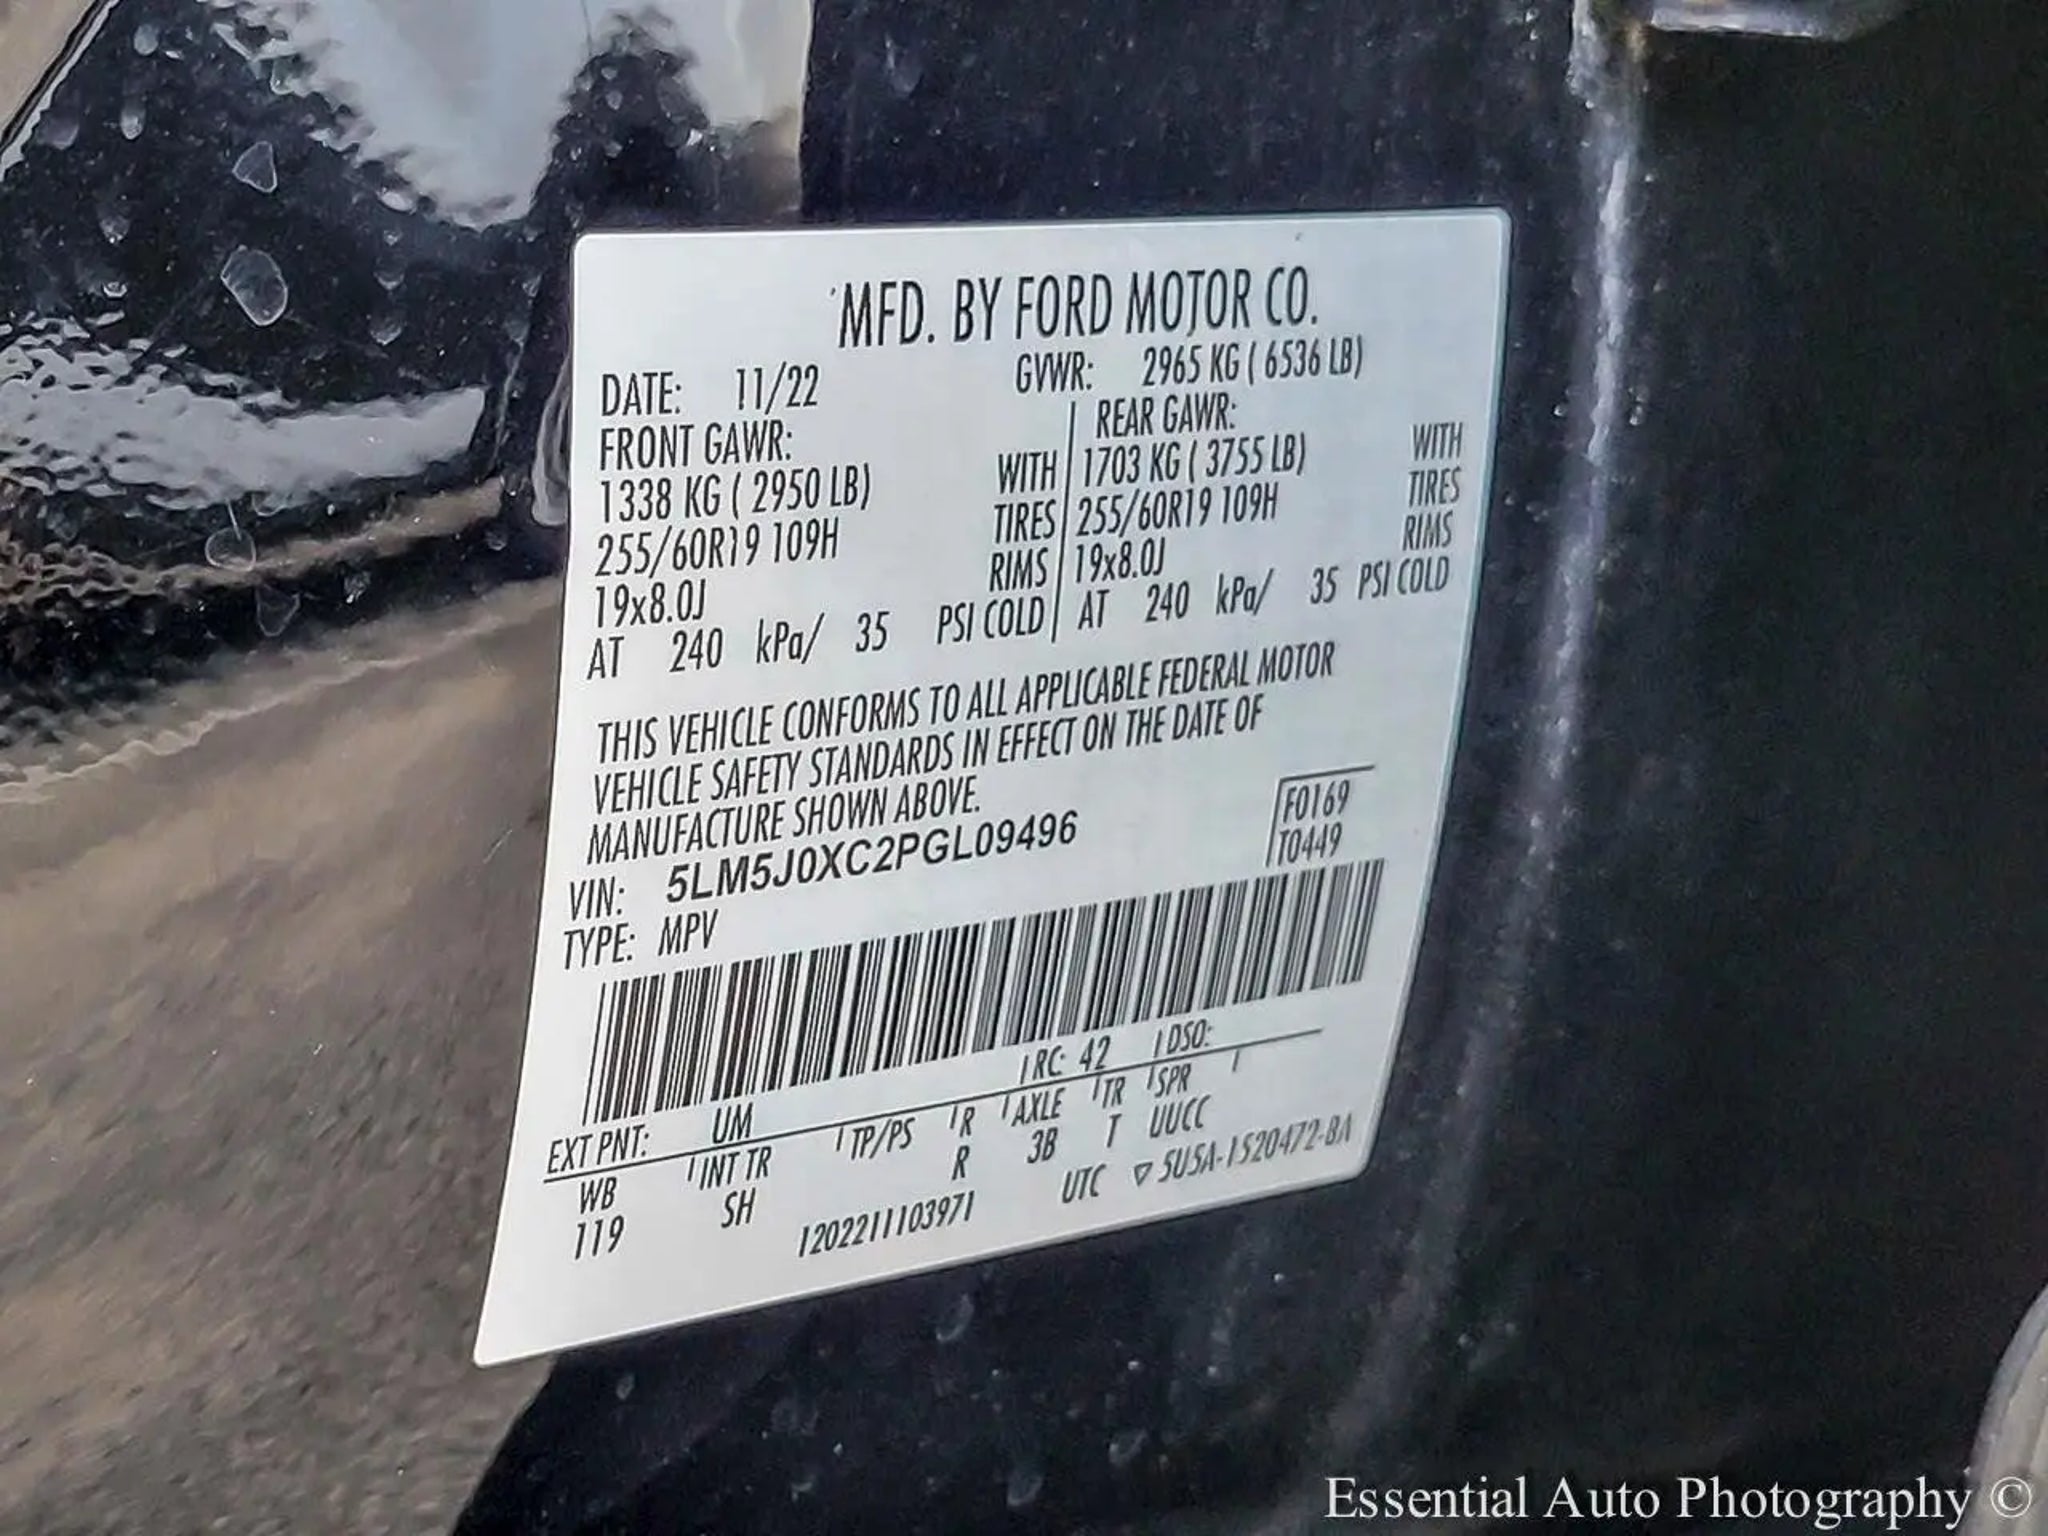 MFD. BY FORD MOTOR CO.
DATE: 11/22 GVWR: 2965 KG ( 6536 LB)
FRONT GAWR: REAR GAWR:
1338 KG ( 2950 LB) WITH 1703 KG ( 3755 LB) WITH
255/60R19 109H TIRES 255/60R19 109H TIRES
19x8.0J RIMS 19x8.0J RIMS
AT 240 kPa/ 35 PSI COLD AT 240 kPa/ 35 PSI COLD
THIS VEHICLE CONFORMS TO ALL APPLICABLE FEDERAL MOTOR
VEHICLE SAFETY STANDARDS IN EFFECT ON THE DATE OF
MANUFACTURE SHOWN ABOVE.
VIN: 5LM5J0XC2PGL09496 F0169
TYPE: MPV T0449
EXT PNT: UM RC: 42 DSO:
WB INT TR TP/PS R AXLE TR SPR
119 SH R 3B T UUCC
1202211103971 UTC ▽ 5U5A-1520472-BA
Essential Auto Photography ©